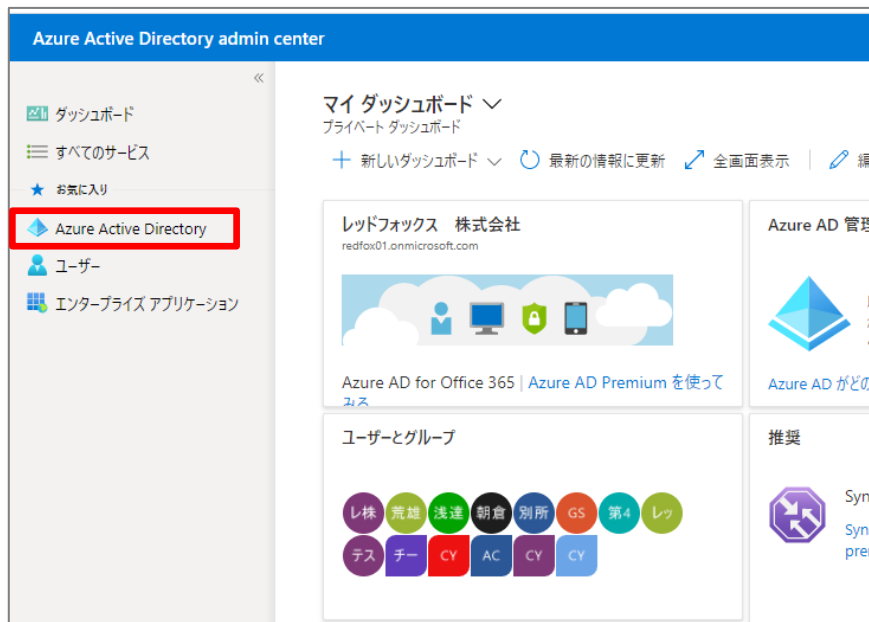 Azure Active Directory admin center
«
ダッシュボード
すべてのサービス
お気に入り
Azure Active Directory
ユーザー
エンタープライズ アプリケーション
マイ ダッシュボード
プライベート ダッシュボード
新しいダッシュボード 最新の情報に更新 全画面表示 編
レッドフォックス 株式会社
redfox01.onmicrosoft.com
Azure AD for Office 365 | Azure AD Premium を使って
みる
Azure AD 管理
Azure AD がどの
ユーザーとグループ
レ株 荒雄 浅達 朝倉 別所 GS 第4 レッ
テス チー CY AC CY CY
推奨
Syn
Syn
pre